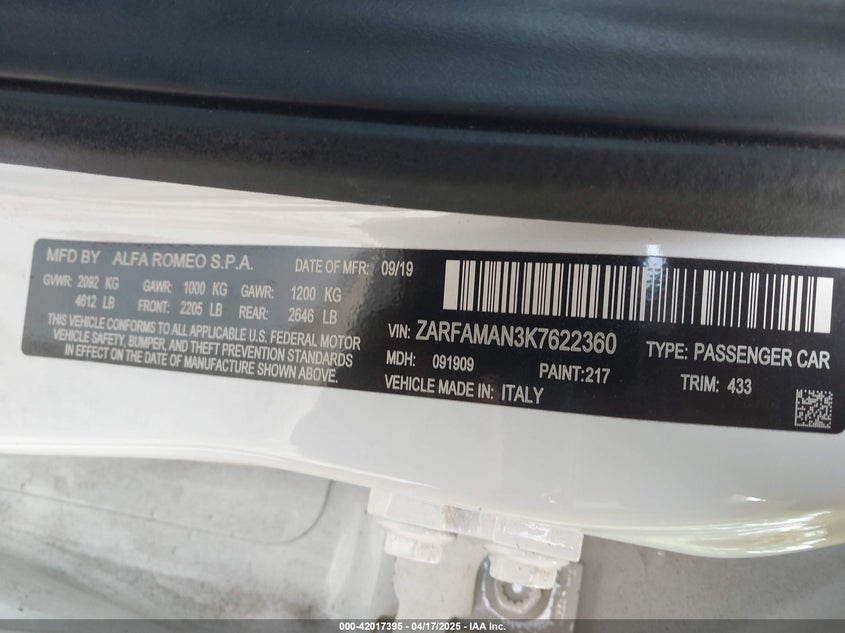 MFD BY ALFA ROMEO S.P.A. DATE OF MFR: 09/19
GVWR: 2092 KG GAWR: 1000 KG GAWR: 1200 KG
4612 LB FRONT: 2205 LB REAR: 2646 LB
THIS VEHICLE CONFORMS TO ALL APPLICABLE U.S. FEDERAL MOTOR
VEHICLE SAFETY, BUMPER, AND THEFT PREVENTION STANDARDS
IN EFFECT ON THE DATE OF MANUFACTURE SHOWN ABOVE.
VIN: ZARFAMAN3K7622360 TYPE: PASSENGER CAR
MDH: 091909 PAINT:217 TRIM: 433
VEHICLE MADE IN: ITALY
000-42017395 - 04/17/2025 - IAA, Inc.